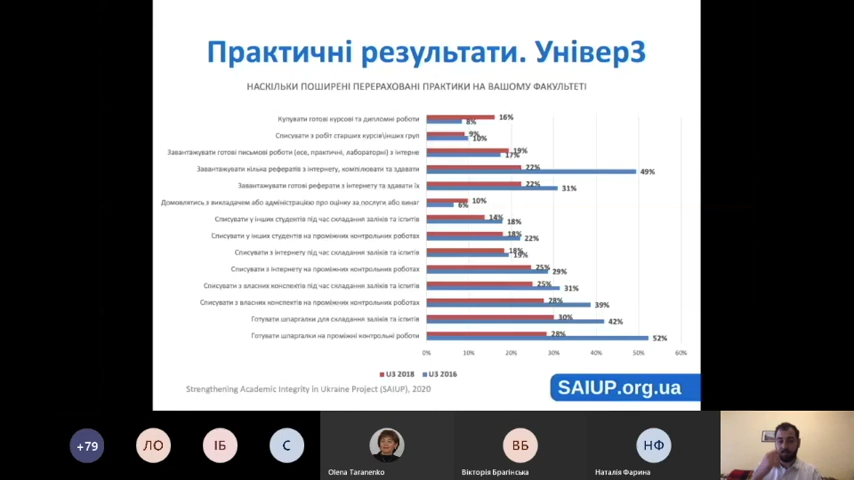 Практичні результати. Універ3
НАСКІЛЬКИ ПОШИРЕНІ ПЕРЕРАХОВАНІ ПРАКТИКИ НА ВАШОМУ ФАКУЛЬТЕТІ
Купувати готові курсові та дипломні роботи 16% 8%
Списувати з робіт старших курсів\інших груп 9% 10%
Завантажувати готові письмові роботи (есе, практичні, лабораторні) з інтерне 19% 17%
Завантажувати кілька рефератів з інтернету, компілювати та здавати 22% 49%
Завантажувати готові реферати з інтернету та здавати їх 22% 31%
Домовлятись з викладачем або адміністрацією про оцінку за послуги або винаг 10% 6%
Списувати у інших студентів під час складання заліків та іспитів 14% 18%
Списувати у інших студентів на проміжних контрольних роботах 18% 22%
Списувати з інтернету під час складання заліків та іспитів 18% 19%
Списувати з інтернету на проміжних контрольних роботах 25% 29%
Списувати з власних конспектів під час складання заліків та іспитів 25% 31%
Списувати з власних конспектів на проміжних контрольних роботах 28% 39%
Готувати шпаргалки для складання заліків та іспитів 30% 42%
Готувати шпаргалки на проміжні контрольні роботи 28% 52%
0% 10% 20% 30% 40% 50% 60%
U3 2018 U3 2016
Strengthening Academic Integrity in Ukraine Project (SAIUP), 2020
SAIUP.org.ua
+79 ЛО ІБ С ВБ НФ
Olena Taranenko Вікторія Брагінська Наталія Фарина